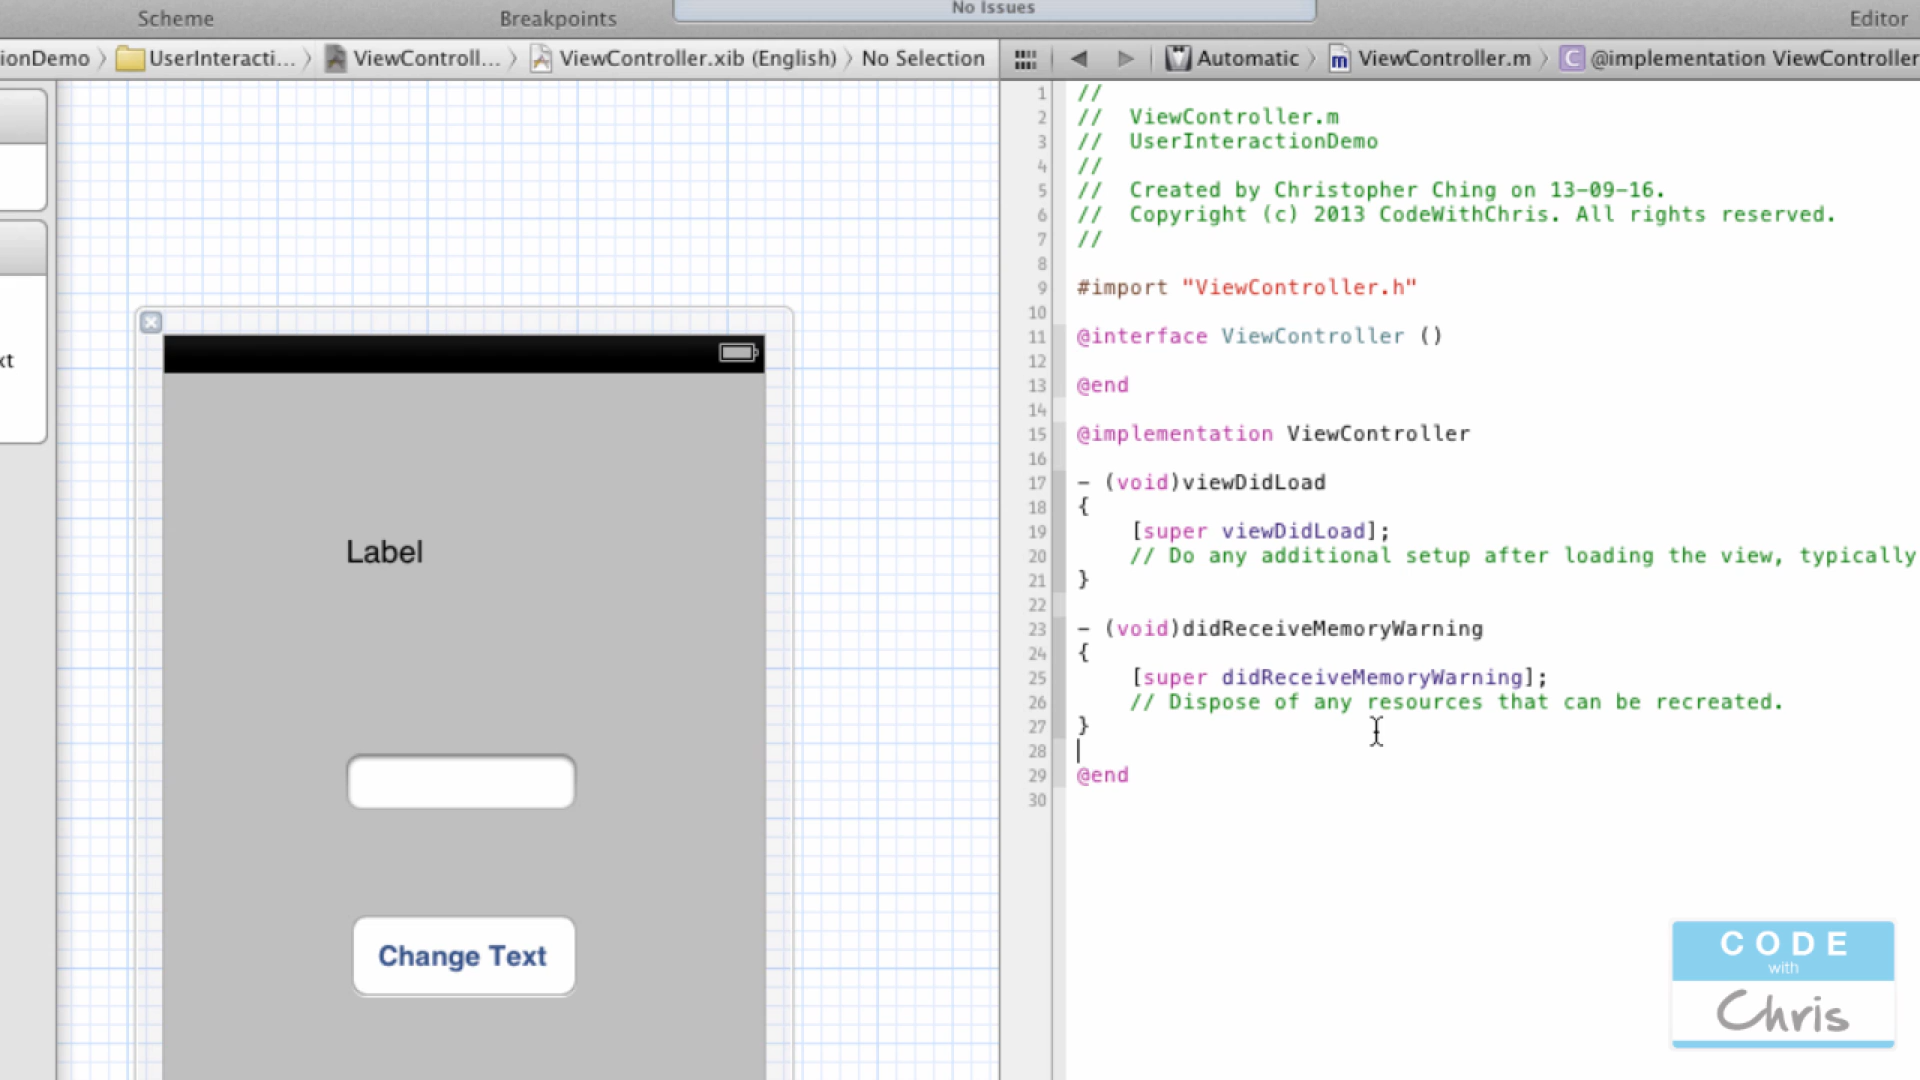 No Issues
Scheme
Breakpoints
Editor
ionDemo
UserInteracti...
ViewControll...
ViewController.xib (English)
No Selection
Automatic
ViewController.m
@implementation ViewController
xt
Label
Change Text
1 //
2 //  ViewController.m
3 //  UserInteractionDemo
4 //
5 //  Created by Christopher Ching on 13-09-16.
6 //  Copyright (c) 2013 CodeWithChris. All rights reserved.
7 //
8
9 #import "ViewController.h"
10
11 @interface ViewController ()
12
13 @end
14
15 @implementation ViewController
16
17 - (void)viewDidLoad
18 {
19     [super viewDidLoad];
20     // Do any additional setup after loading the view, typically
21 }
22
23 - (void)didReceiveMemoryWarning
24 {
25     [super didReceiveMemoryWarning];
26     // Dispose of any resources that can be recreated.
27 }
28
29 @end
30
CODE
with
Chris